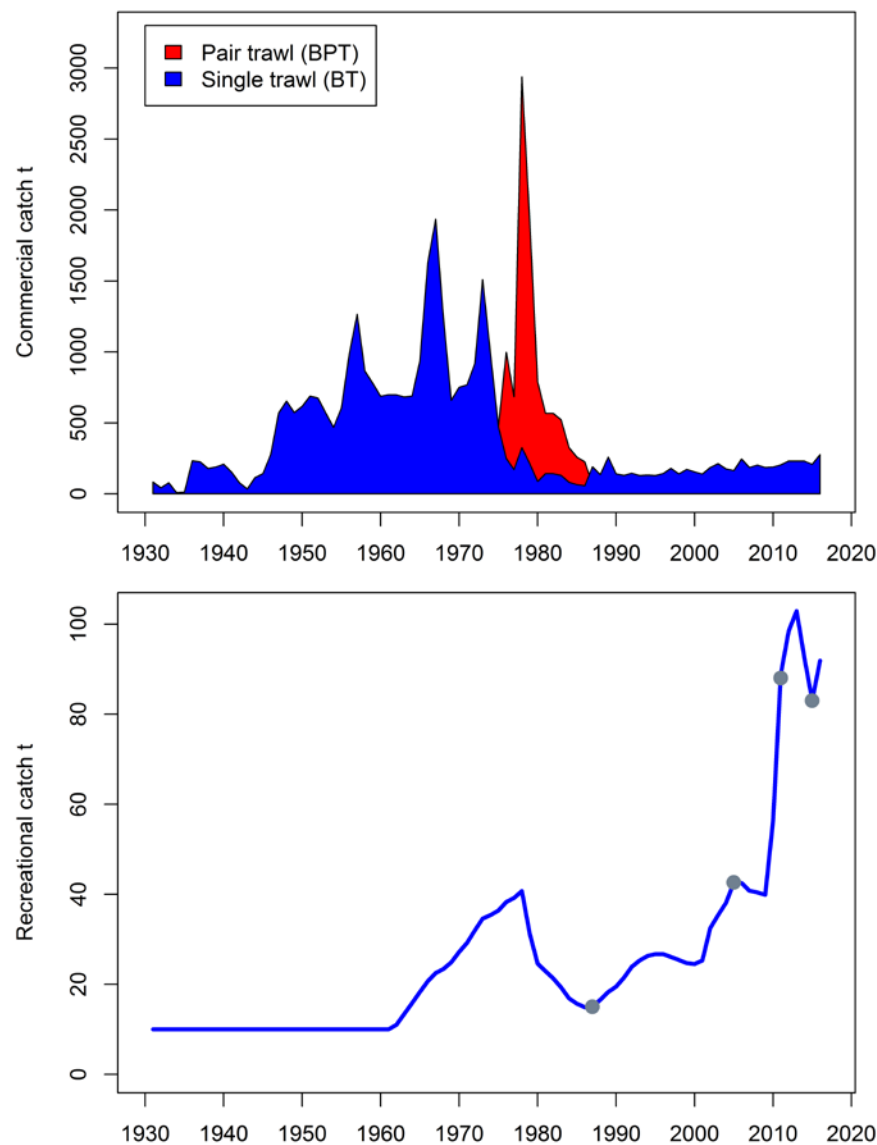 Pair trawl (BPT)
Single trawl (BT)
Commercial catch t
3000
2500
2000
1500
1000
500
0
1930 1940 1950 1960 1970 1980 1990 2000 2010 2020
Recreational catch t
100
80
60
40
20
0
1930 1940 1950 1960 1970 1980 1990 2000 2010 2020